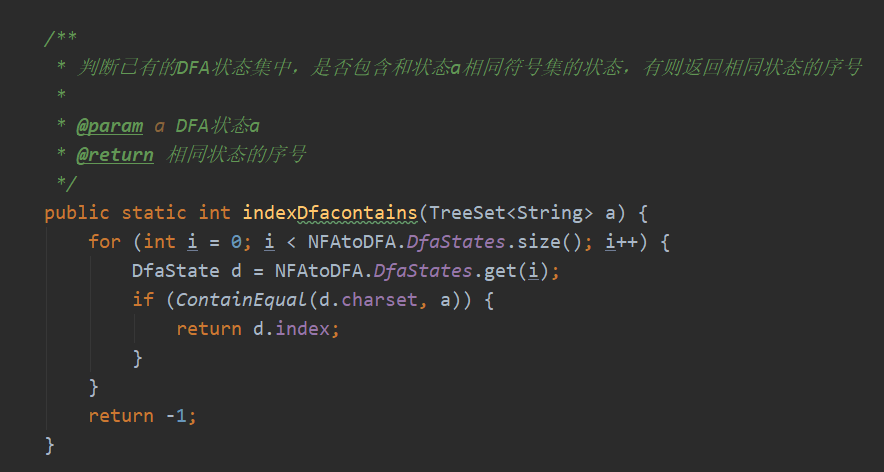 /**
 * 判断已有的DFA状态集中，是否包含和状态a相同符号集的状态，有则返回相同状态的序号
 *
 * @param a DFA状态a
 * @return 相同状态的序号
 */
public static int indexDfacontains(TreeSet<String> a) {
    for (int i = 0; i < NFAtoDFA.DfaStates.size(); i++) {
        DfaState d = NFAtoDFA.DfaStates.get(i);
        if (ContainEqual(d.charset, a)) {
            return d.index;
        }
    }
    return -1;
}